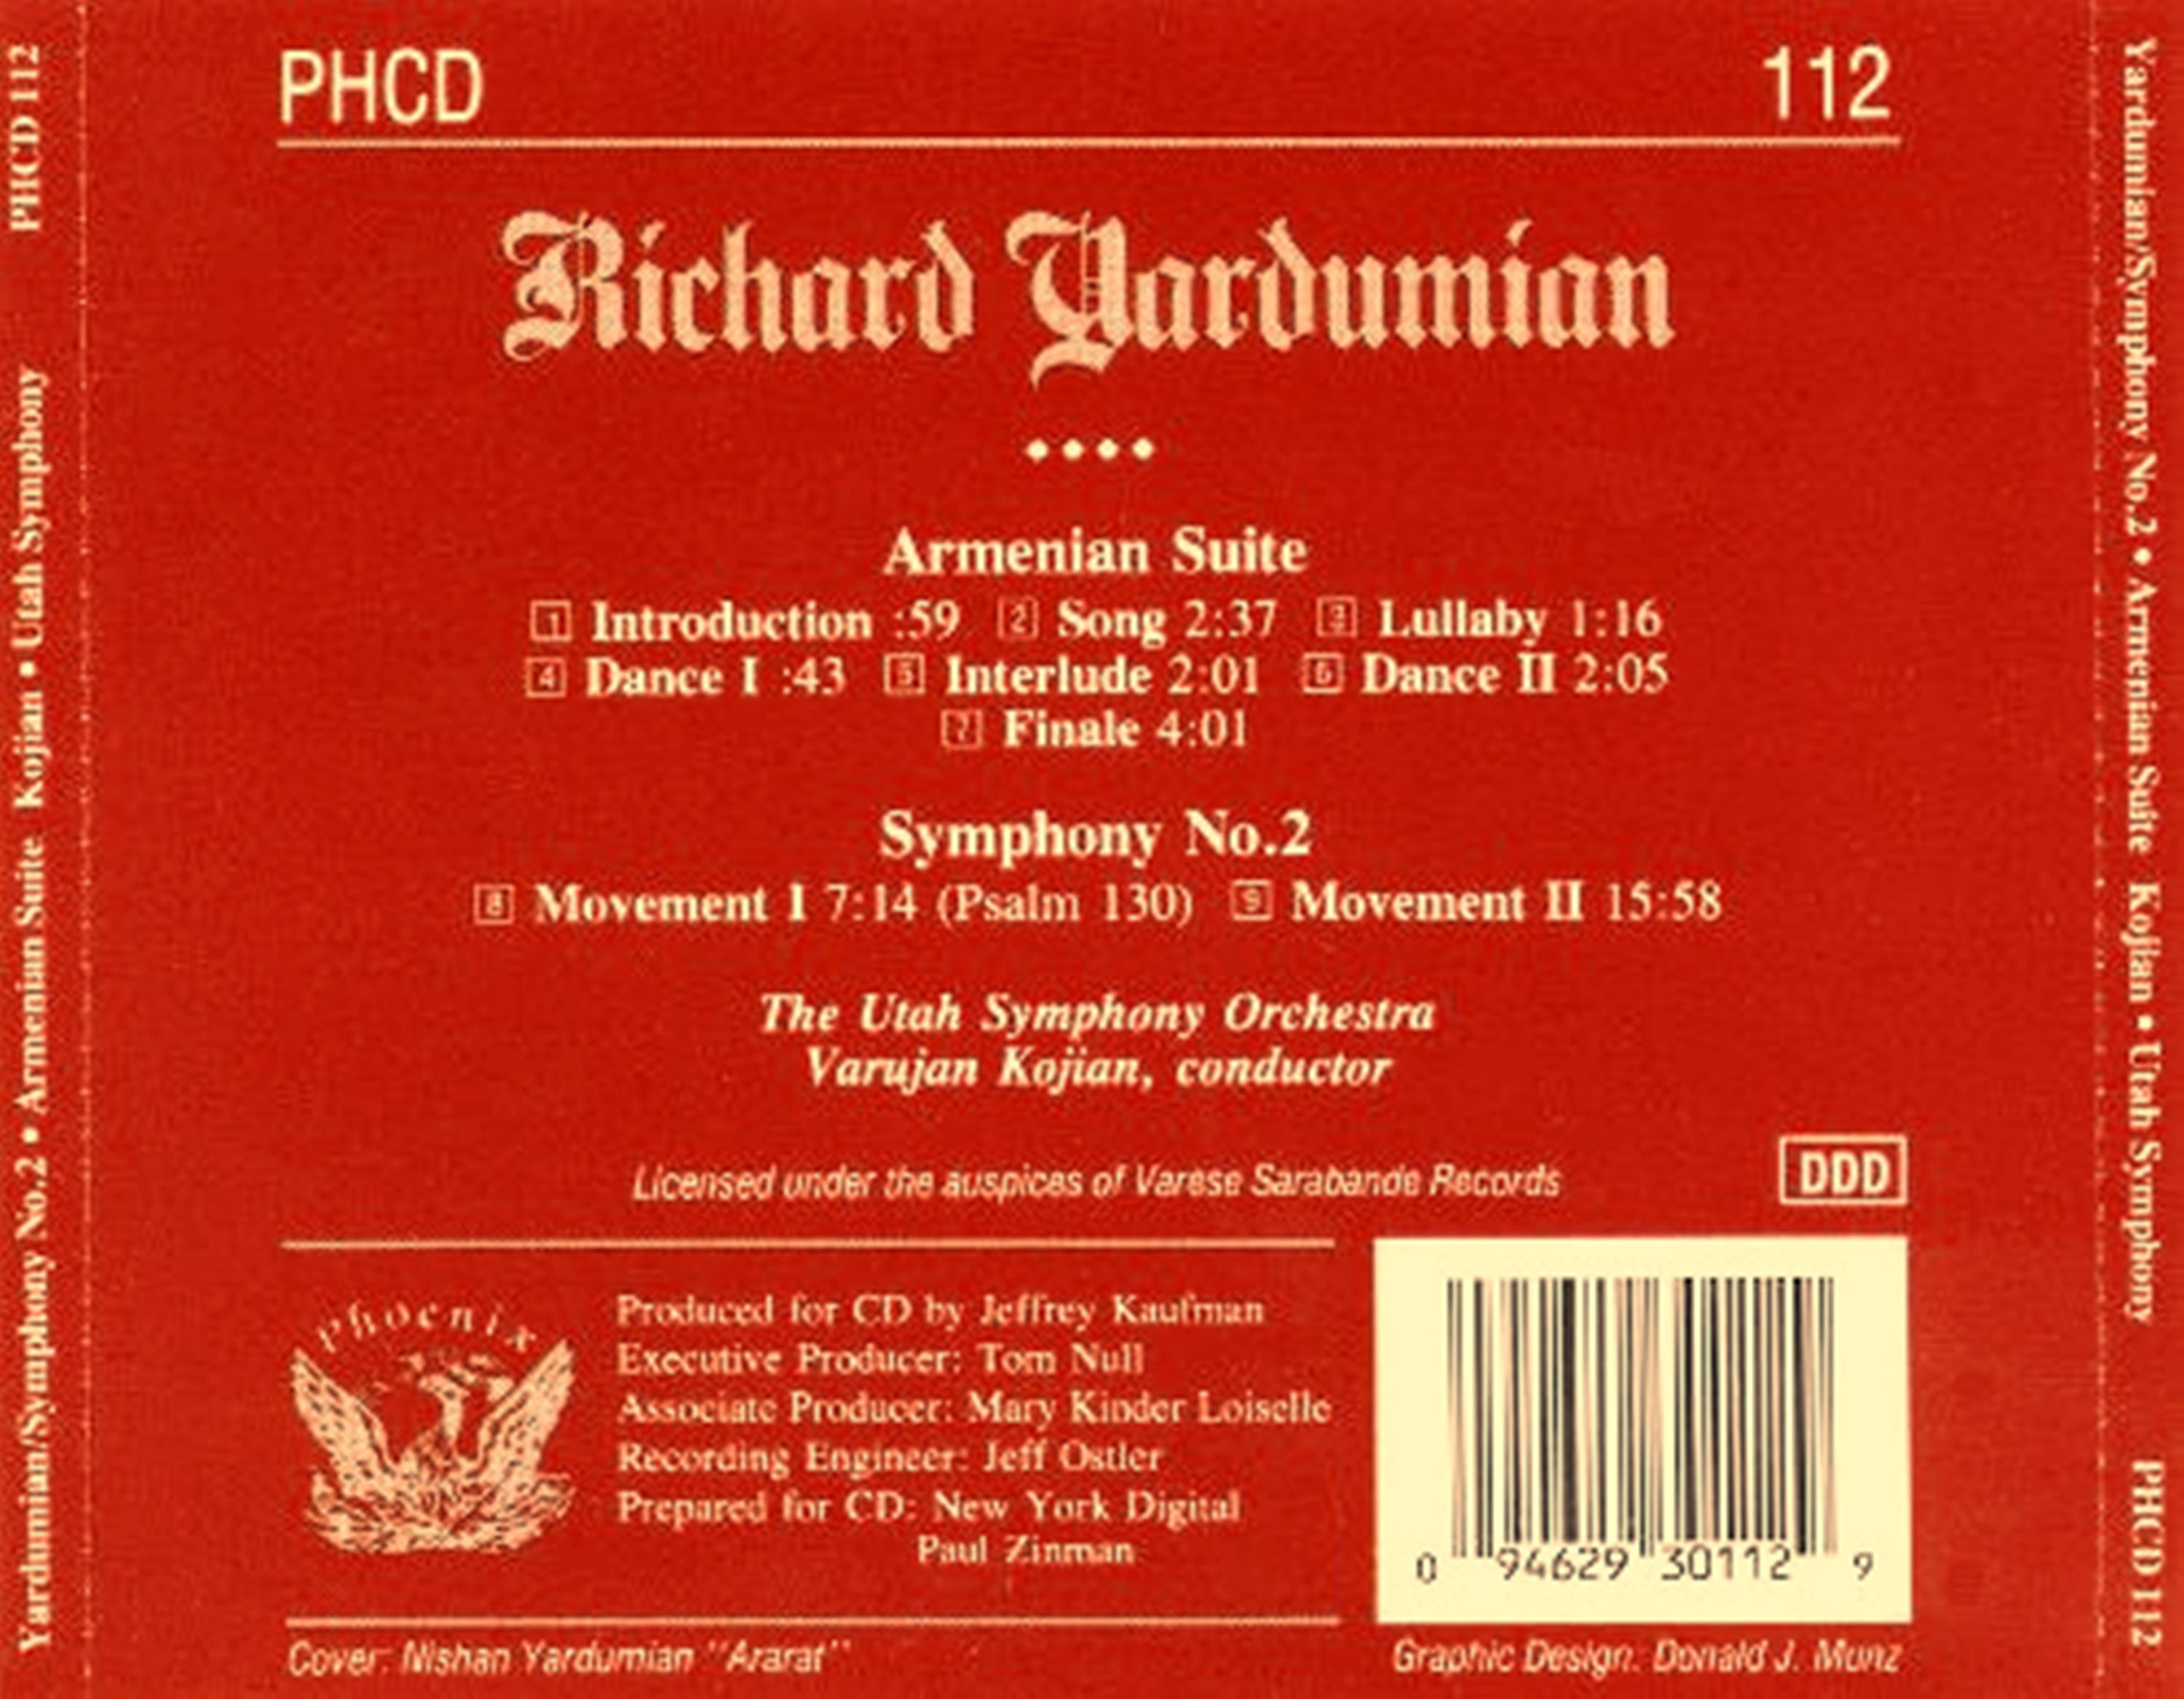 PHCD 112
Richard Yardumian
Armenian Suite
1 Introduction :59 2 Song 2:37 3 Lullaby 1:16
4 Dance I :43 5 Interlude 2:01 6 Dance II 2:05
7 Finale 4:01
Symphony No.2
8 Movement I 7:14 (Psalm 130) 9 Movement II 15:58
The Utah Symphony Orchestra
Varujan Kojian, conductor
Licensed under the auspices of Varese Sarabande Records
DDD
Phoenix
Produced for CD by Jeffrey Kaufman
Executive Producer: Tom Null
Associate Producer: Mary Kinder Loiselle
Recording Engineer: Jeff Ostler
Prepared for CD: New York Digital
Paul Zinman
0 94629 30112 9
Cover: Nishan Yardumian "Ararat"
Graphic Design: Donald J. Munz
Yardumian/Symphony No.2 • Armenian Suite Kojian • Utah Symphony PHCD 112
Yardumian/Symphony No.2 • Armenian Suite Kojian • Utah Symphony PHCD 112